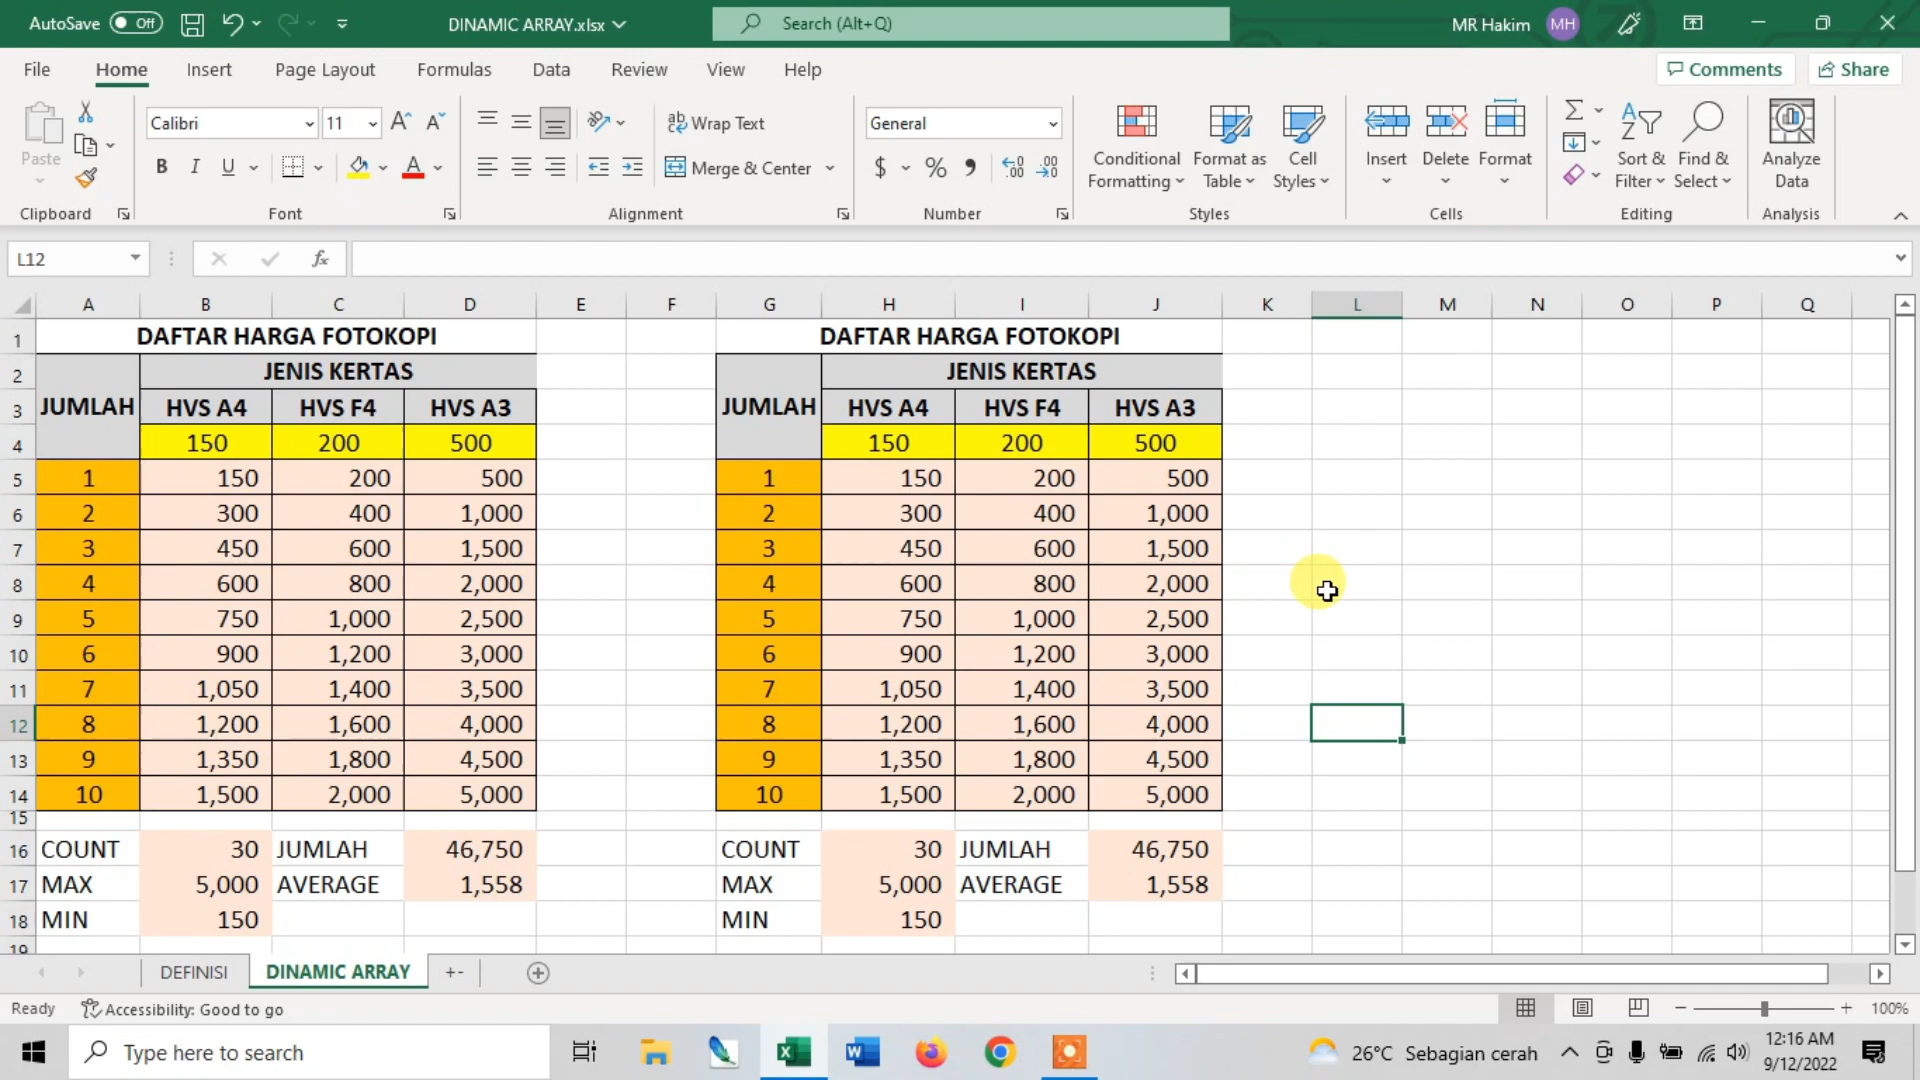 AutoSave Off DINAMIC ARRAY.xlsx Search (Alt+Q) MR Hakim MH
File Home Insert Page Layout Formulas Data Review View Help Comments Share
Paste Calibri 11 Wrap Text General Conditional Formatting Format as Table Cell Styles Insert Delete Format Sort & Filter Find & Select Analyze Data
B I U A Merge & Center $ %
Clipboard Font Alignment Number Styles Cells Editing Analysis
L12 fx
A B C D E F G H I J K L M N O P Q
1 DAFTAR HARGA FOTOKOPI DAFTAR HARGA FOTOKOPI
2 JENIS KERTAS JENIS KERTAS
3 JUMLAH HVS A4 HVS F4 HVS A3 JUMLAH HVS A4 HVS F4 HVS A3
4 150 200 500 150 200 500
5 1 150 200 500 1 150 200 500
6 2 300 400 1,000 2 300 400 1,000
7 3 450 600 1,500 3 450 600 1,500
8 4 600 800 2,000 4 600 800 2,000
9 5 750 1,000 2,500 5 750 1,000 2,500
10 6 900 1,200 3,000 6 900 1,200 3,000
11 7 1,050 1,400 3,500 7 1,050 1,400 3,500
12 8 1,200 1,600 4,000 8 1,200 1,600 4,000
13 9 1,350 1,800 4,500 9 1,350 1,800 4,500
14 10 1,500 2,000 5,000 10 1,500 2,000 5,000
15
16 COUNT 30 JUMLAH 46,750 COUNT 30 JUMLAH 46,750
17 MAX 5,000 AVERAGE 1,558 MAX 5,000 AVERAGE 1,558
18 MIN 150 MIN 150
19
DEFINISI DINAMIC ARRAY +-
Ready Accessibility: Good to go 100%
Type here to search 26°C Sebagian cerah 12:16 AM
9/12/2022